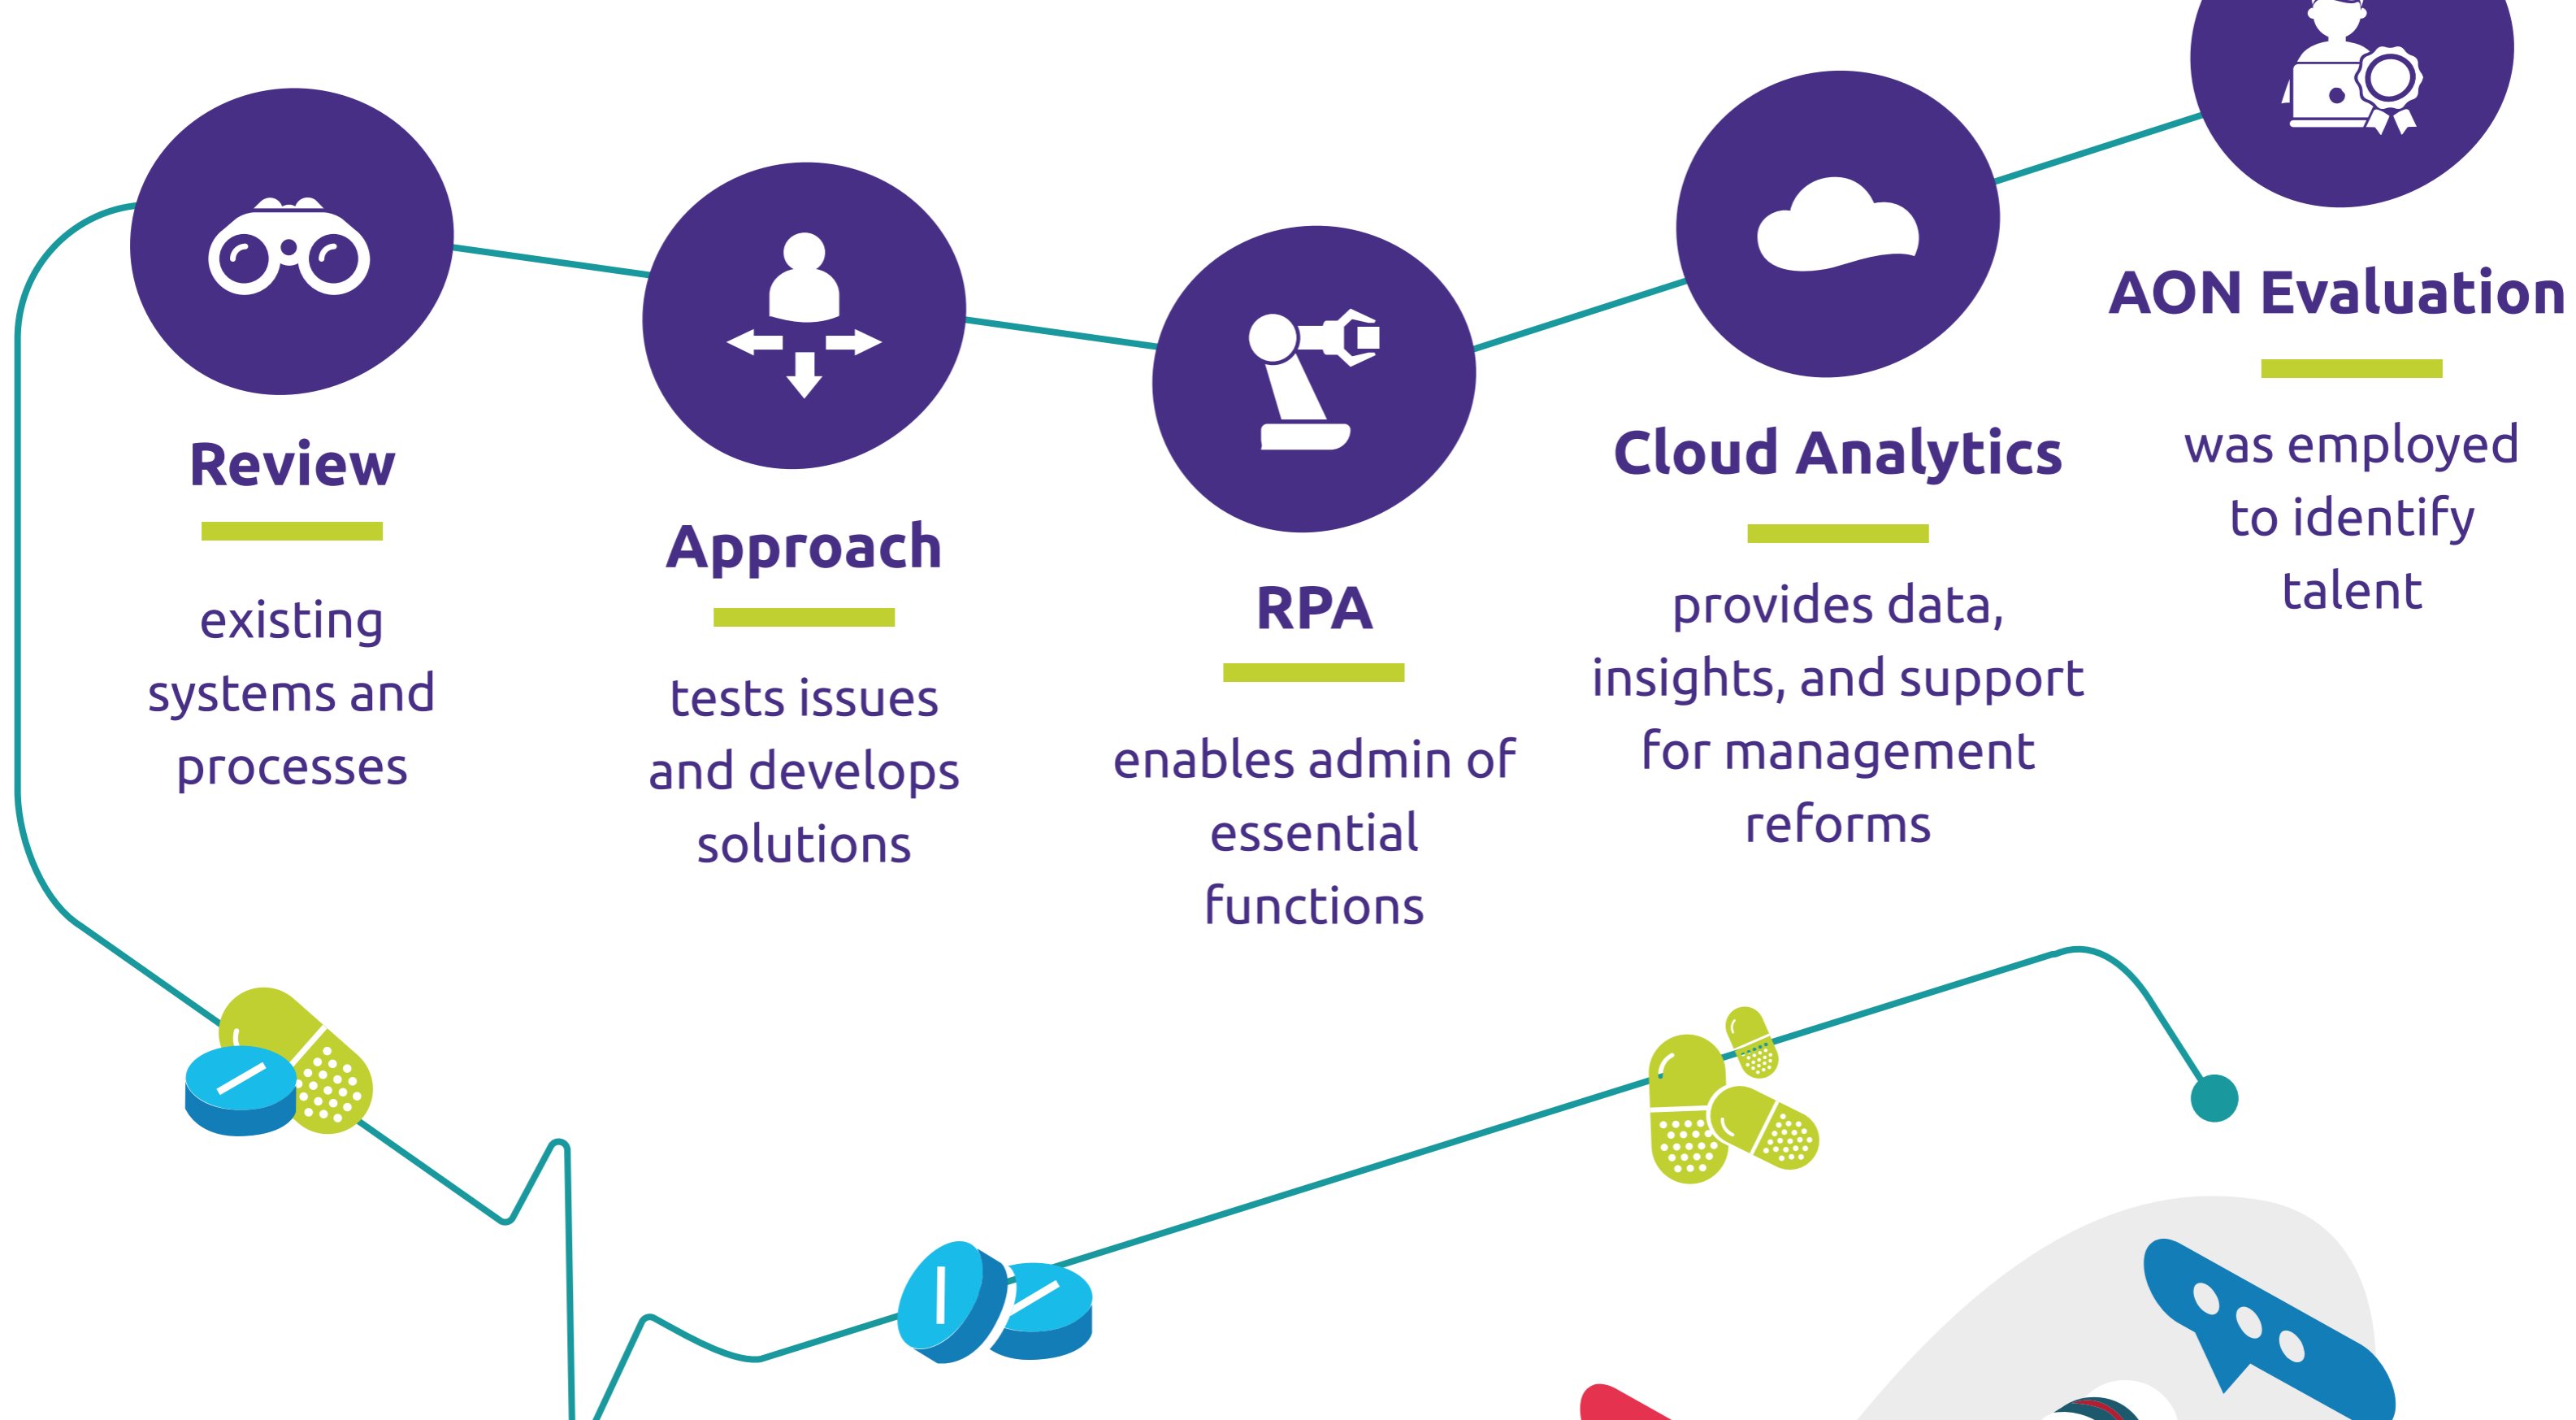 Review
existing
systems and
processes
Approach
tests issues
and develops
solutions
RPA
enables admin of
essential
functions
Cloud Analytics
provides data,
insights, and support
for management
reforms
AON Evaluation
was employed
to identify
talent